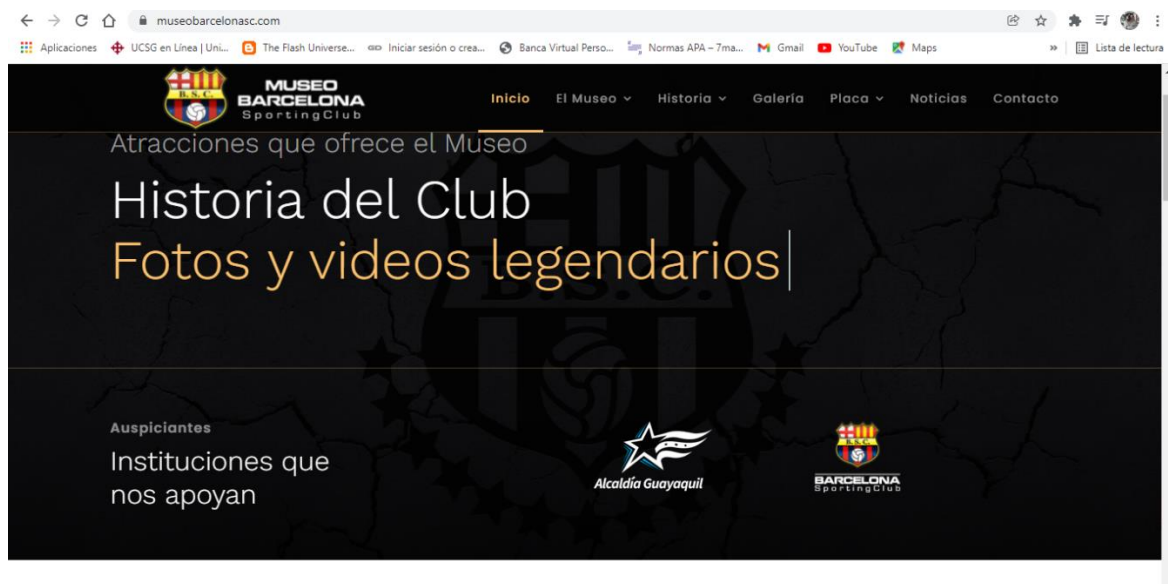 museobarcelonasc.com
Aplicaciones UCSG en Línea | Uni... The Flash Universe... Iniciar sesión o crea... Banca Virtual Perso... Normas APA – 7ma... Gmail YouTube Maps » Lista de lectura
B.S.C.
MUSEO
BARCELONA
SportingClub
Inicio El Museo Historia Galería Placa Noticias Contacto
Atracciones que ofrece el Museo
Historia del Club
Fotos y videos legendarios
B.S.C.
Auspiciantes
Instituciones que
nos apoyan
Alcaldía Guayaquil
B.S.C.
BARCELONA
SportingClub